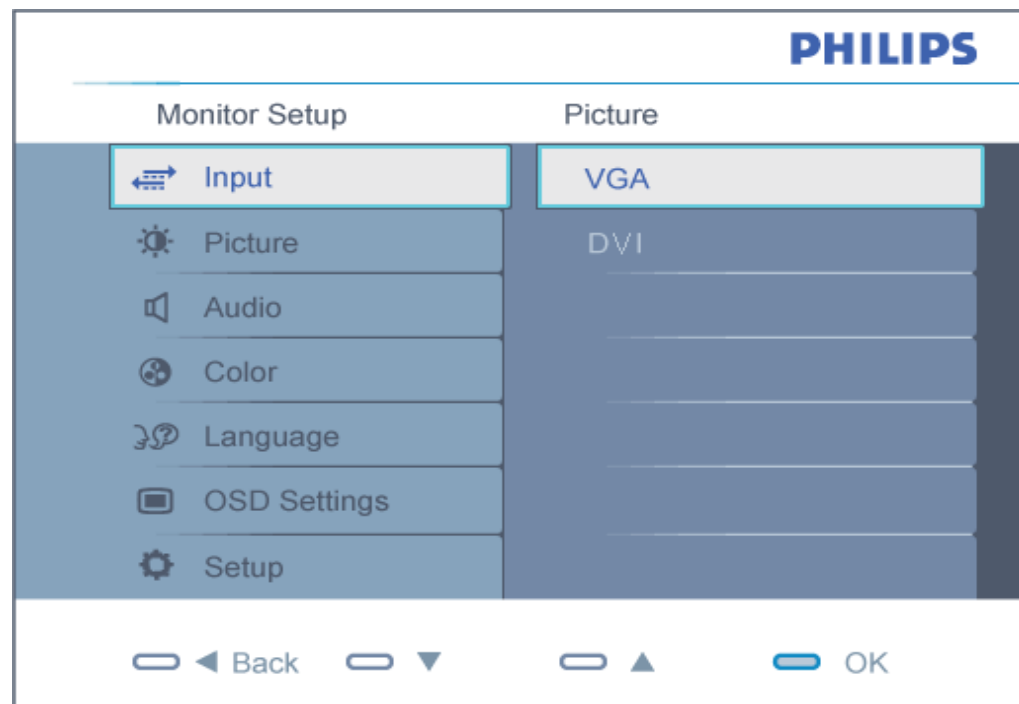 PHILIPS
Monitor Setup Picture
Input VGA
Picture DVI
Audio
Color
Language
OSD Settings
Setup
Back OK